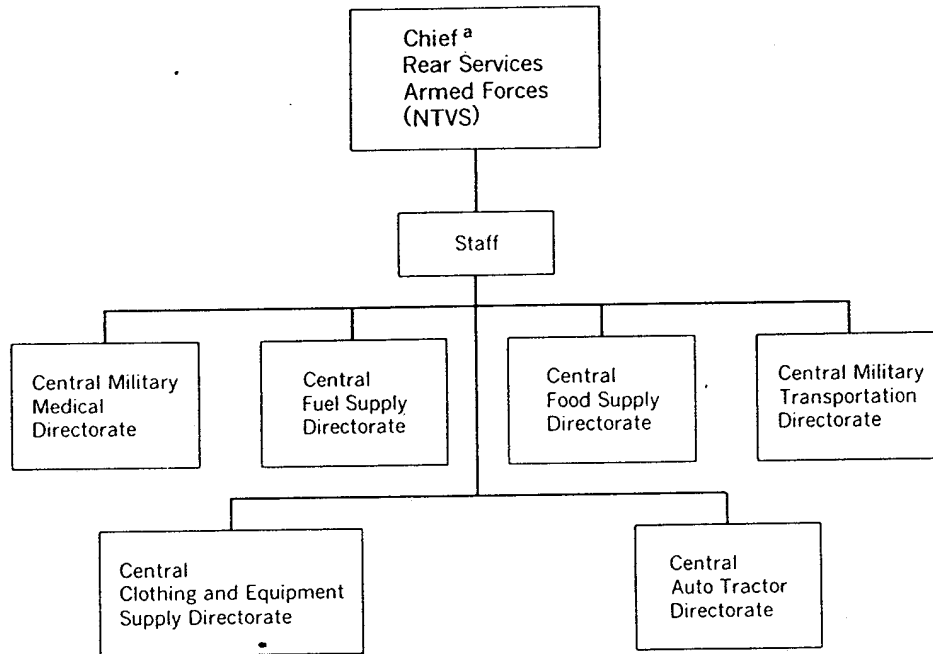 Chief a
Rear Services
Armed Forces
(NTVS)
Staff
Central Military
Medical
Directorate
Central
Fuel Supply
Directorate
Central
Food Supply
Directorate
Central Military
Transportation
Directorate
Central
Clothing and Equipment
Supply Directorate
Central
Auto Tractor
Directorate